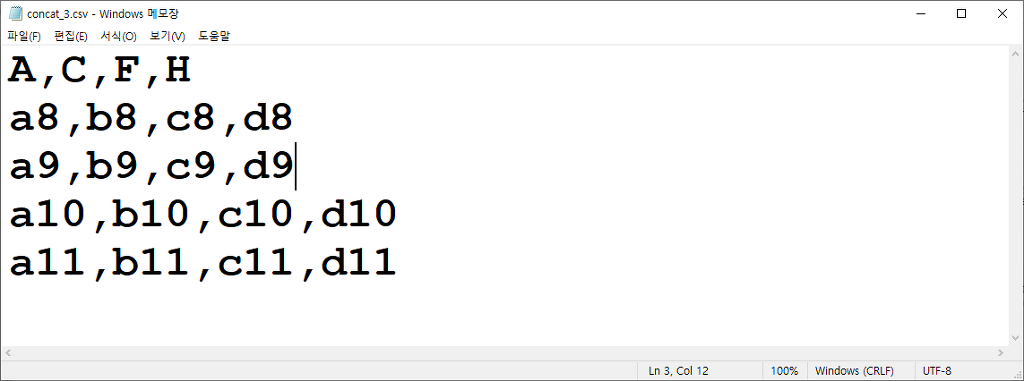 concat_3.csv - Windows 메모장
파일(F) 편집(E) 서식(O) 보기(V) 도움말
A,C,F,H
a8,b8,c8,d8
a9,b9,c9,d9
a10,b10,c10,d10
a11,b11,c11,d11
Ln 3, Col 12 100% Windows (CRLF) UTF-8